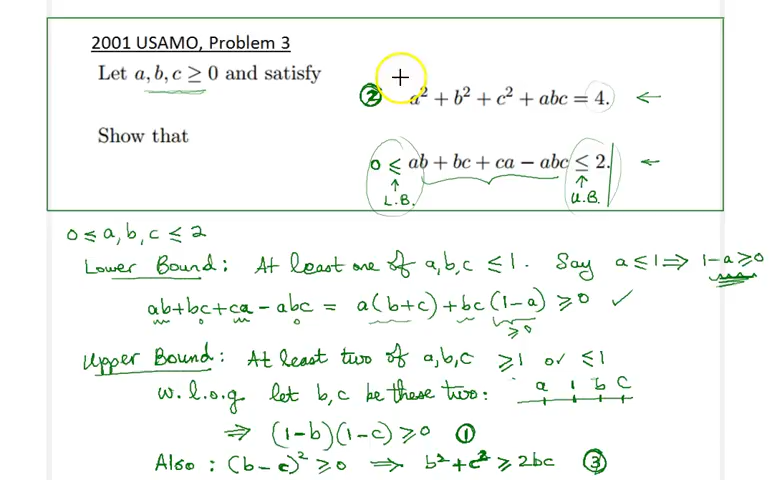 2001 USAMO, Problem 3
Let a, b, c ≥ 0 and satisfy
② a² + b² + c² + abc = 4. ←
Show that
0 ≤ ab + bc + ca − abc ≤ 2. ←
↑ ↑
L.B. U.B.
0 ≤ a, b, c ≤ 2
Lower Bound: At least one of a,b,c ≤ 1. Say a ≤ 1 ⇒ 1−a ≥ 0
ab+bc+ca−abc = a(b+c) + bc(1−a) ≥ 0 ✓
≥0
Upper Bound: At least two of a,b,c ≥1 or ≤1
w.l.o.g let b,c be these two: a 1 b c
⇒ (1−b)(1−c) ≥ 0 ①
Also: (b−c)² ≥ 0 ⇒ b²+c² ≥ 2bc ③